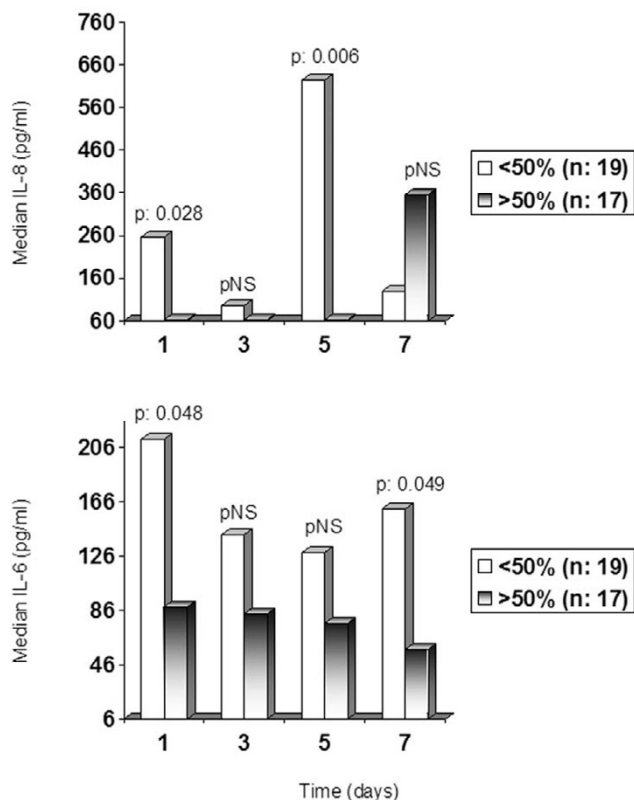 760
660
560
460
360
260
160
60
Median IL-8 (pg/ml)
p: 0.028
pNS
p: 0.006
pNS
1 3 5 7
<50% (n: 19)
>50% (n: 17)
206
166
126
86
46
6
Median IL-6 (pg/ml)
p: 0.048
pNS
pNS
p: 0.049
1 3 5 7
<50% (n: 19)
>50% (n: 17)
Time (days)